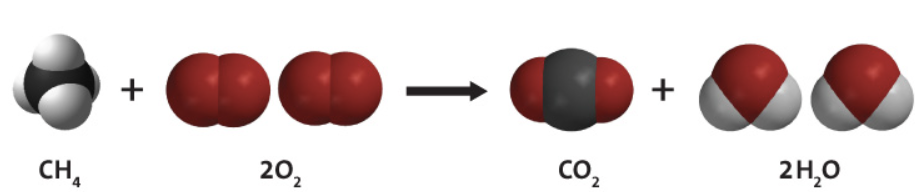 + +
CH₄ 2O₂ CO₂ 2H₂O